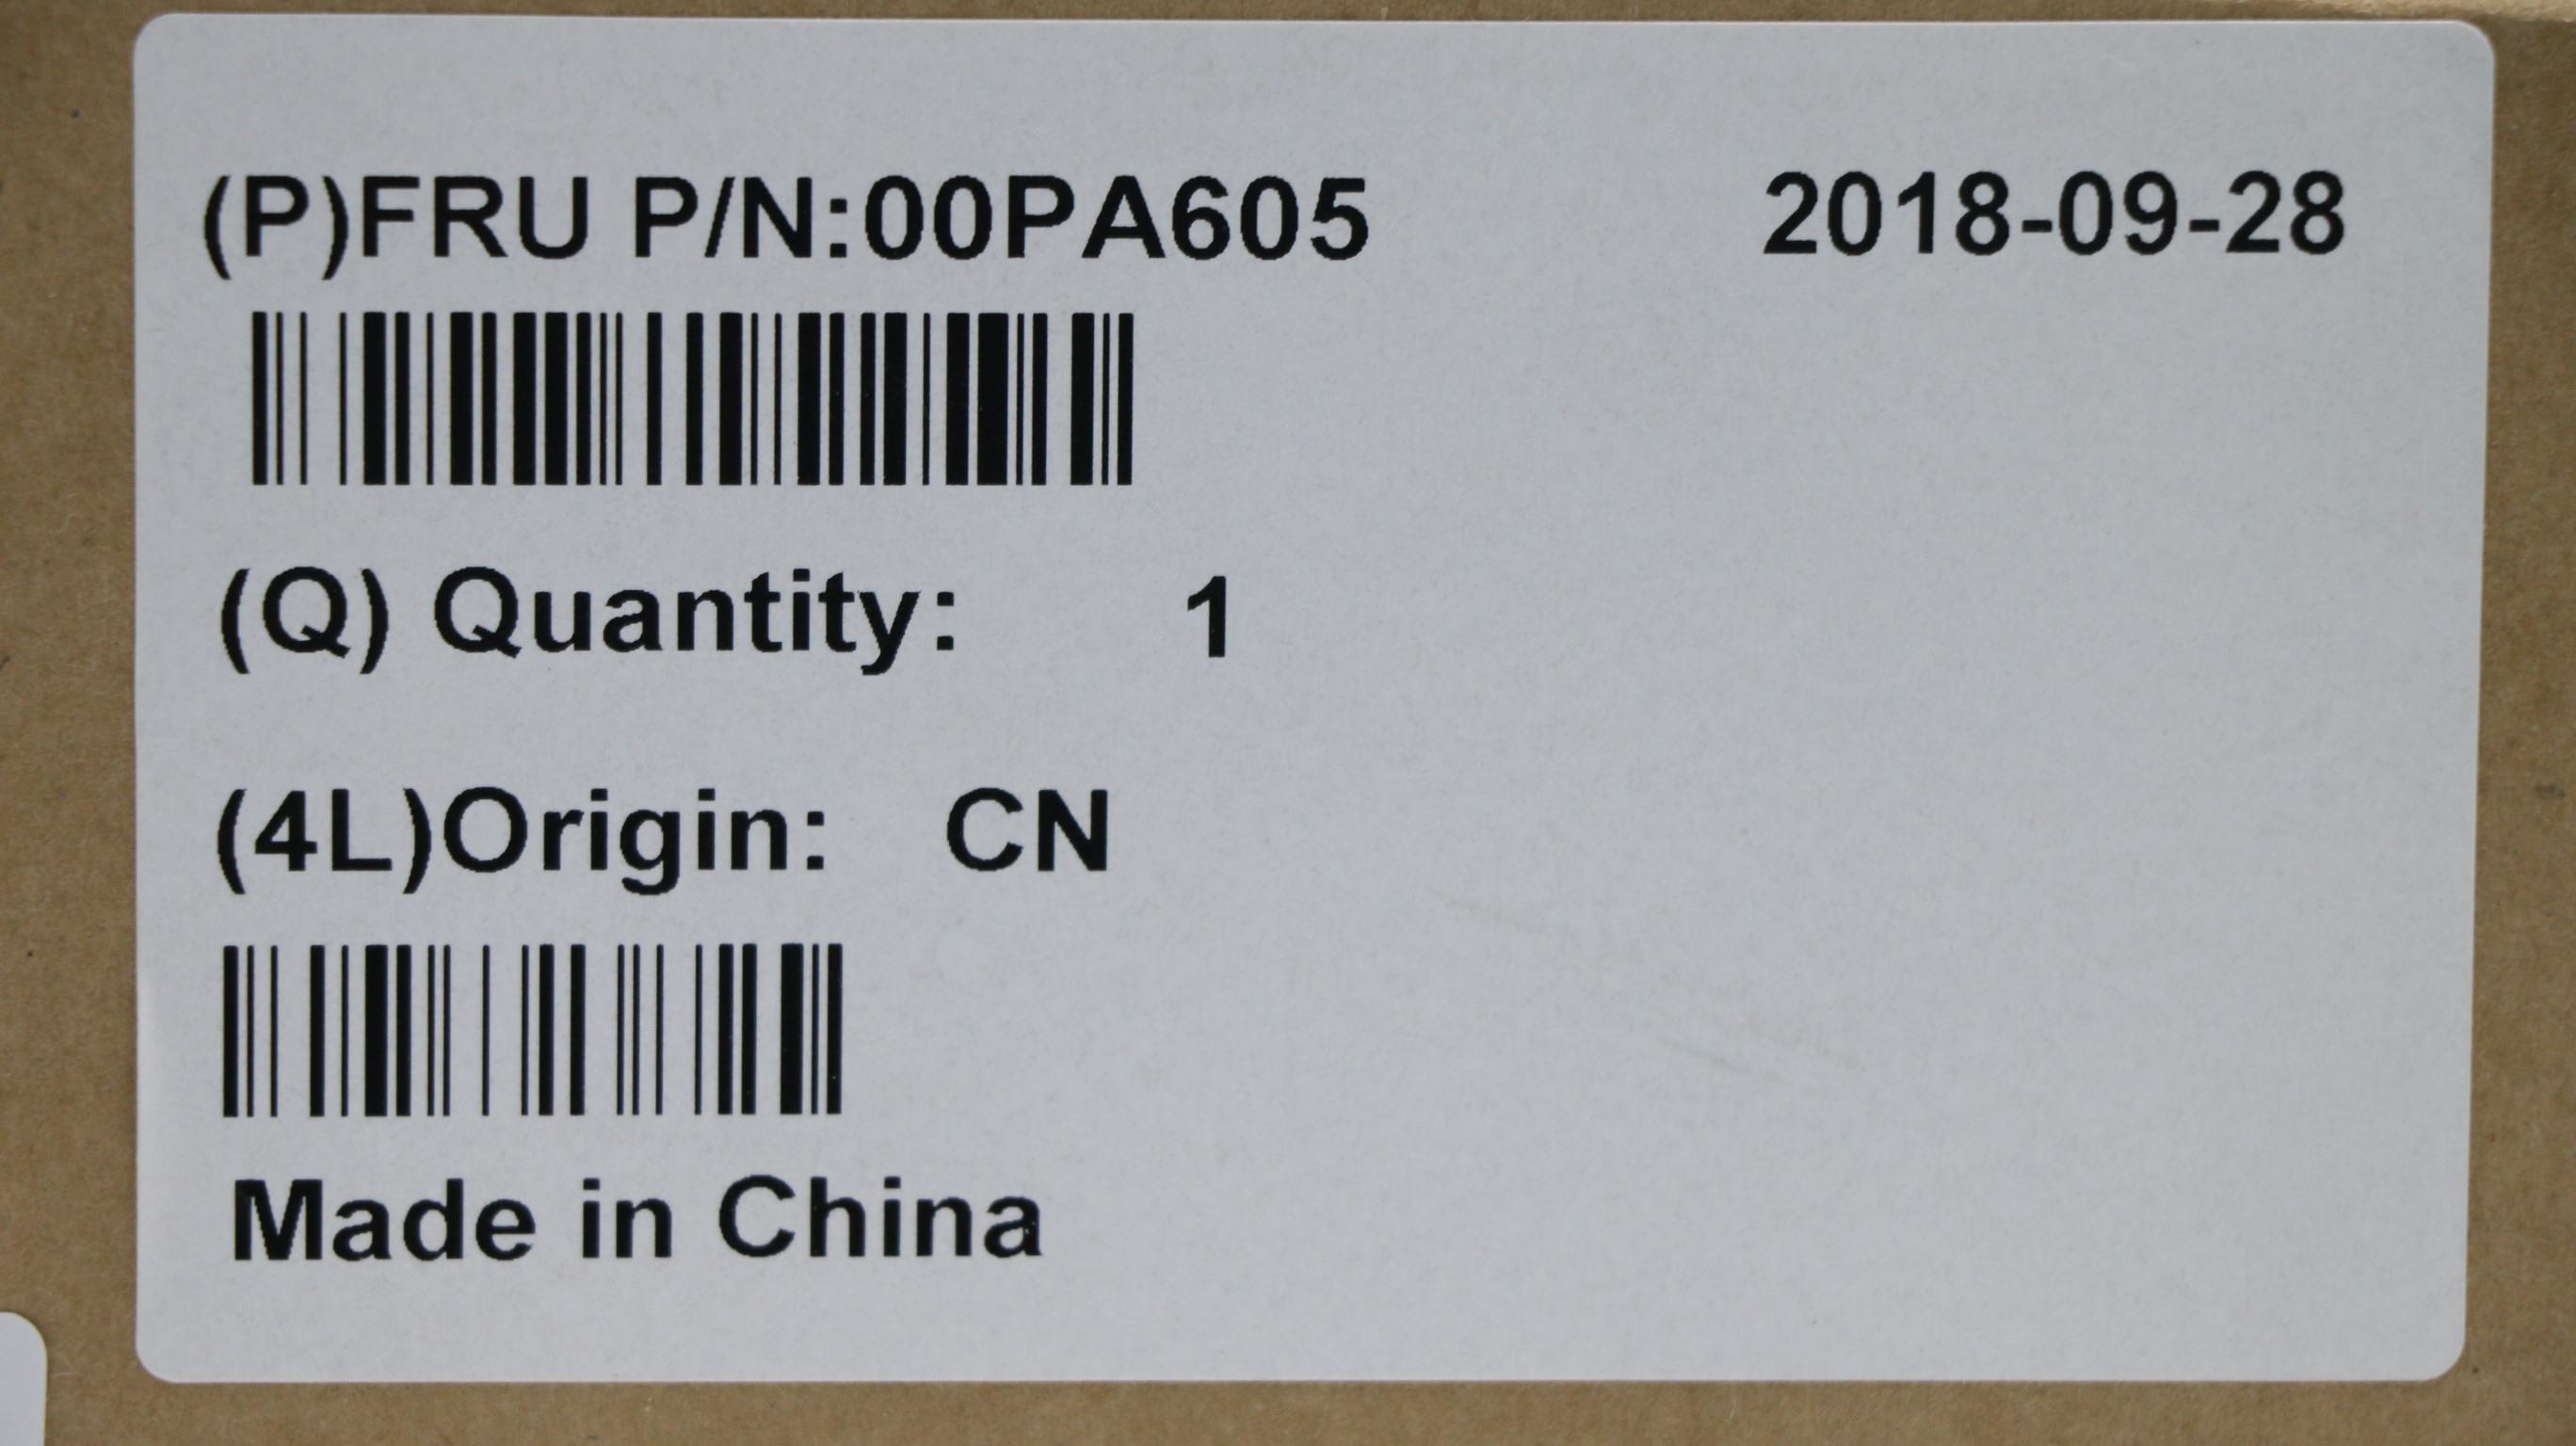 (P)FRU P/N:00PA605 2018-09-28
(Q) Quantity: 1
(4L)Origin: CN
Made in China